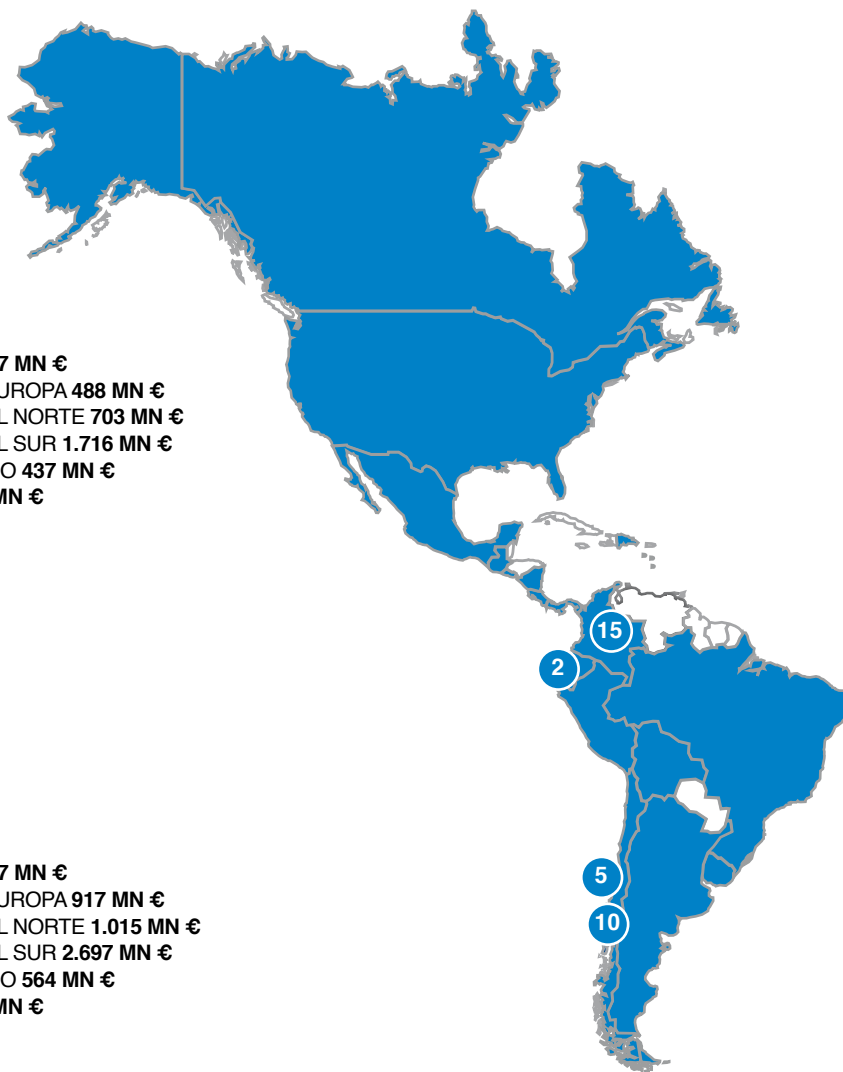 7 MN €
UROPA 488 MN €
L NORTE 703 MN €
L SUR 1.716 MN €
O 437 MN €
MN €
15
2
7 MN €
UROPA 917 MN €
L NORTE 1.015 MN €
L SUR 2.697 MN €
O 564 MN €
MN €
5
10